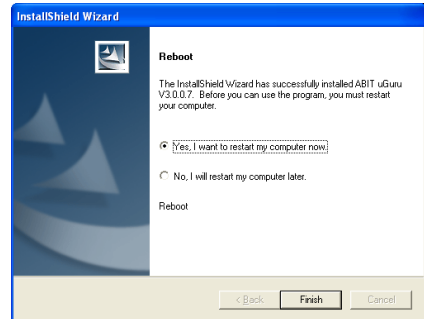 InstallShield Wizard
Reboot
The InstallShield Wizard has successfully installed ABIT uGuru
V3.0.0.7. Before you can use the program, you must restart
your computer.
Yes, I want to restart my computer now.
No, I will restart my computer later.
Reboot
< Back Finish Cancel